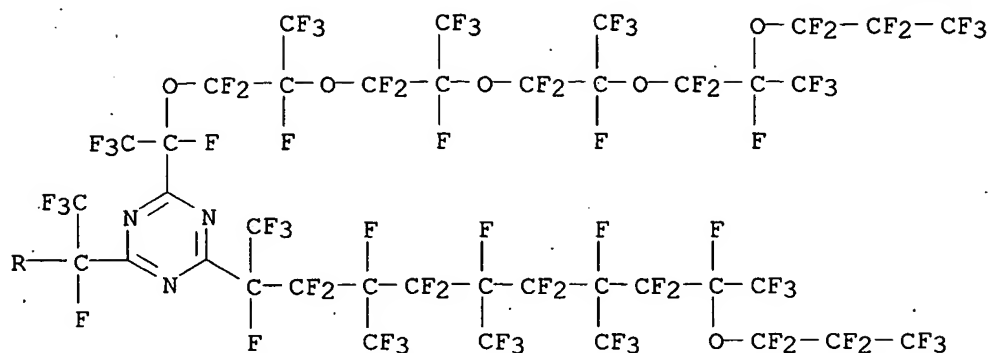 CF3 CF3 CF3 O—CF2—CF2—CF3
O—CF2—C—O—CF2—C—O—CF2—C—O—CF2—C—CF3
F F F F
F3C—C—F
F3C N N CF3 F F F F
R—C
N C—CF2—C—CF2—C—CF2—C—CF2—C—CF3
F F CF3 CF3 CF3 O—CF2—CF2—CF3